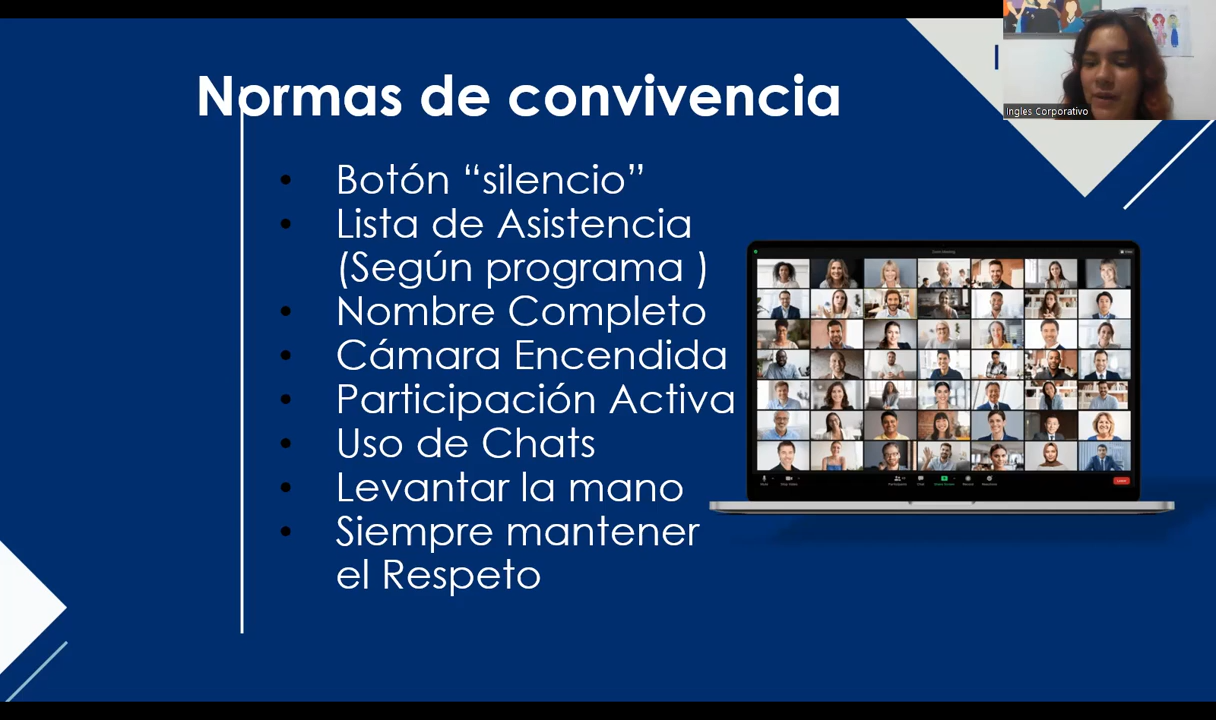 Normas de convivencia
Ingles Corporativo
• Botón “silencio”
• Lista de Asistencia
(Según programa )
• Nombre Completo
• Cámara Encendida
• Participación Activa
• Uso de Chats
• Levantar la mano
• Siempre mantener
el Respeto